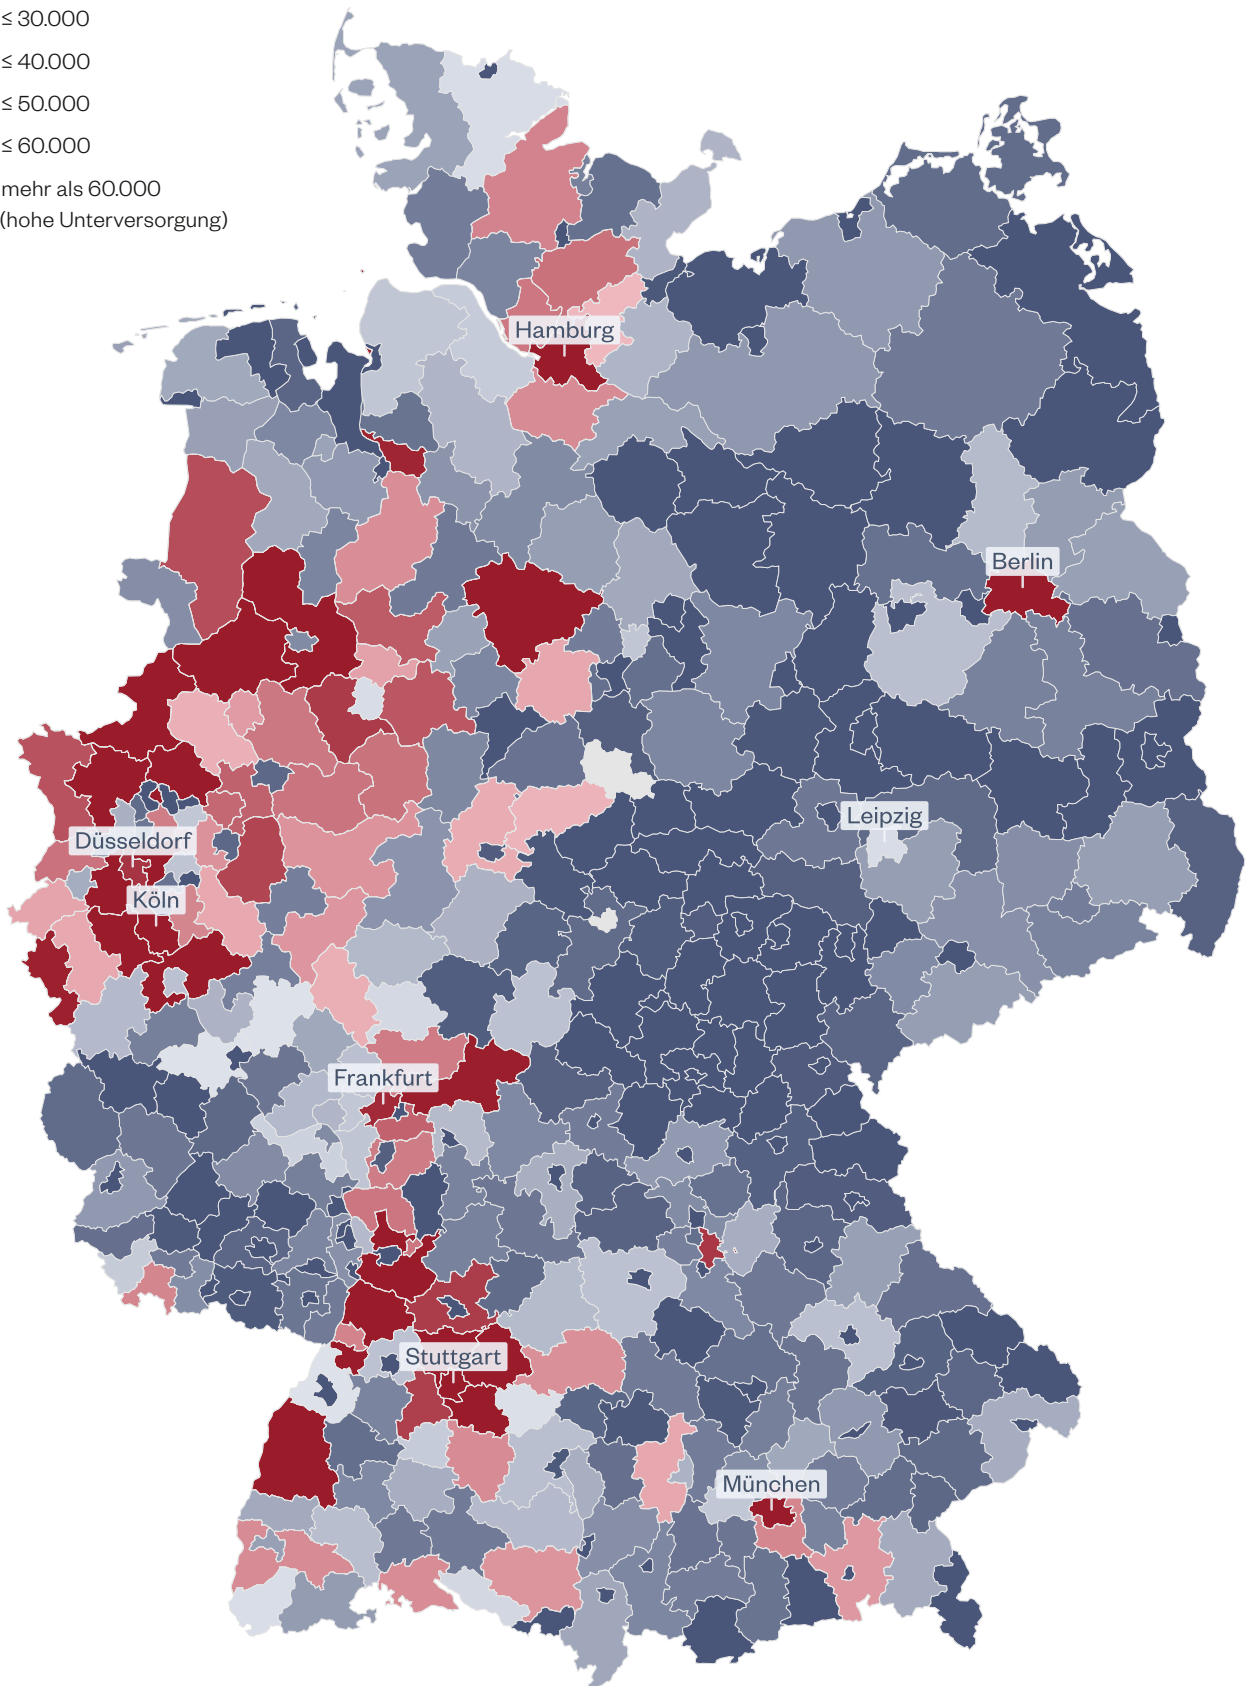 ≤ 30.000
≤ 40.000
≤ 50.000
≤ 60.000
mehr als 60.000
(hohe Unterversorgung)
Hamburg
Berlin
Leipzig
Düsseldorf
Köln
Frankfurt
Stuttgart
München